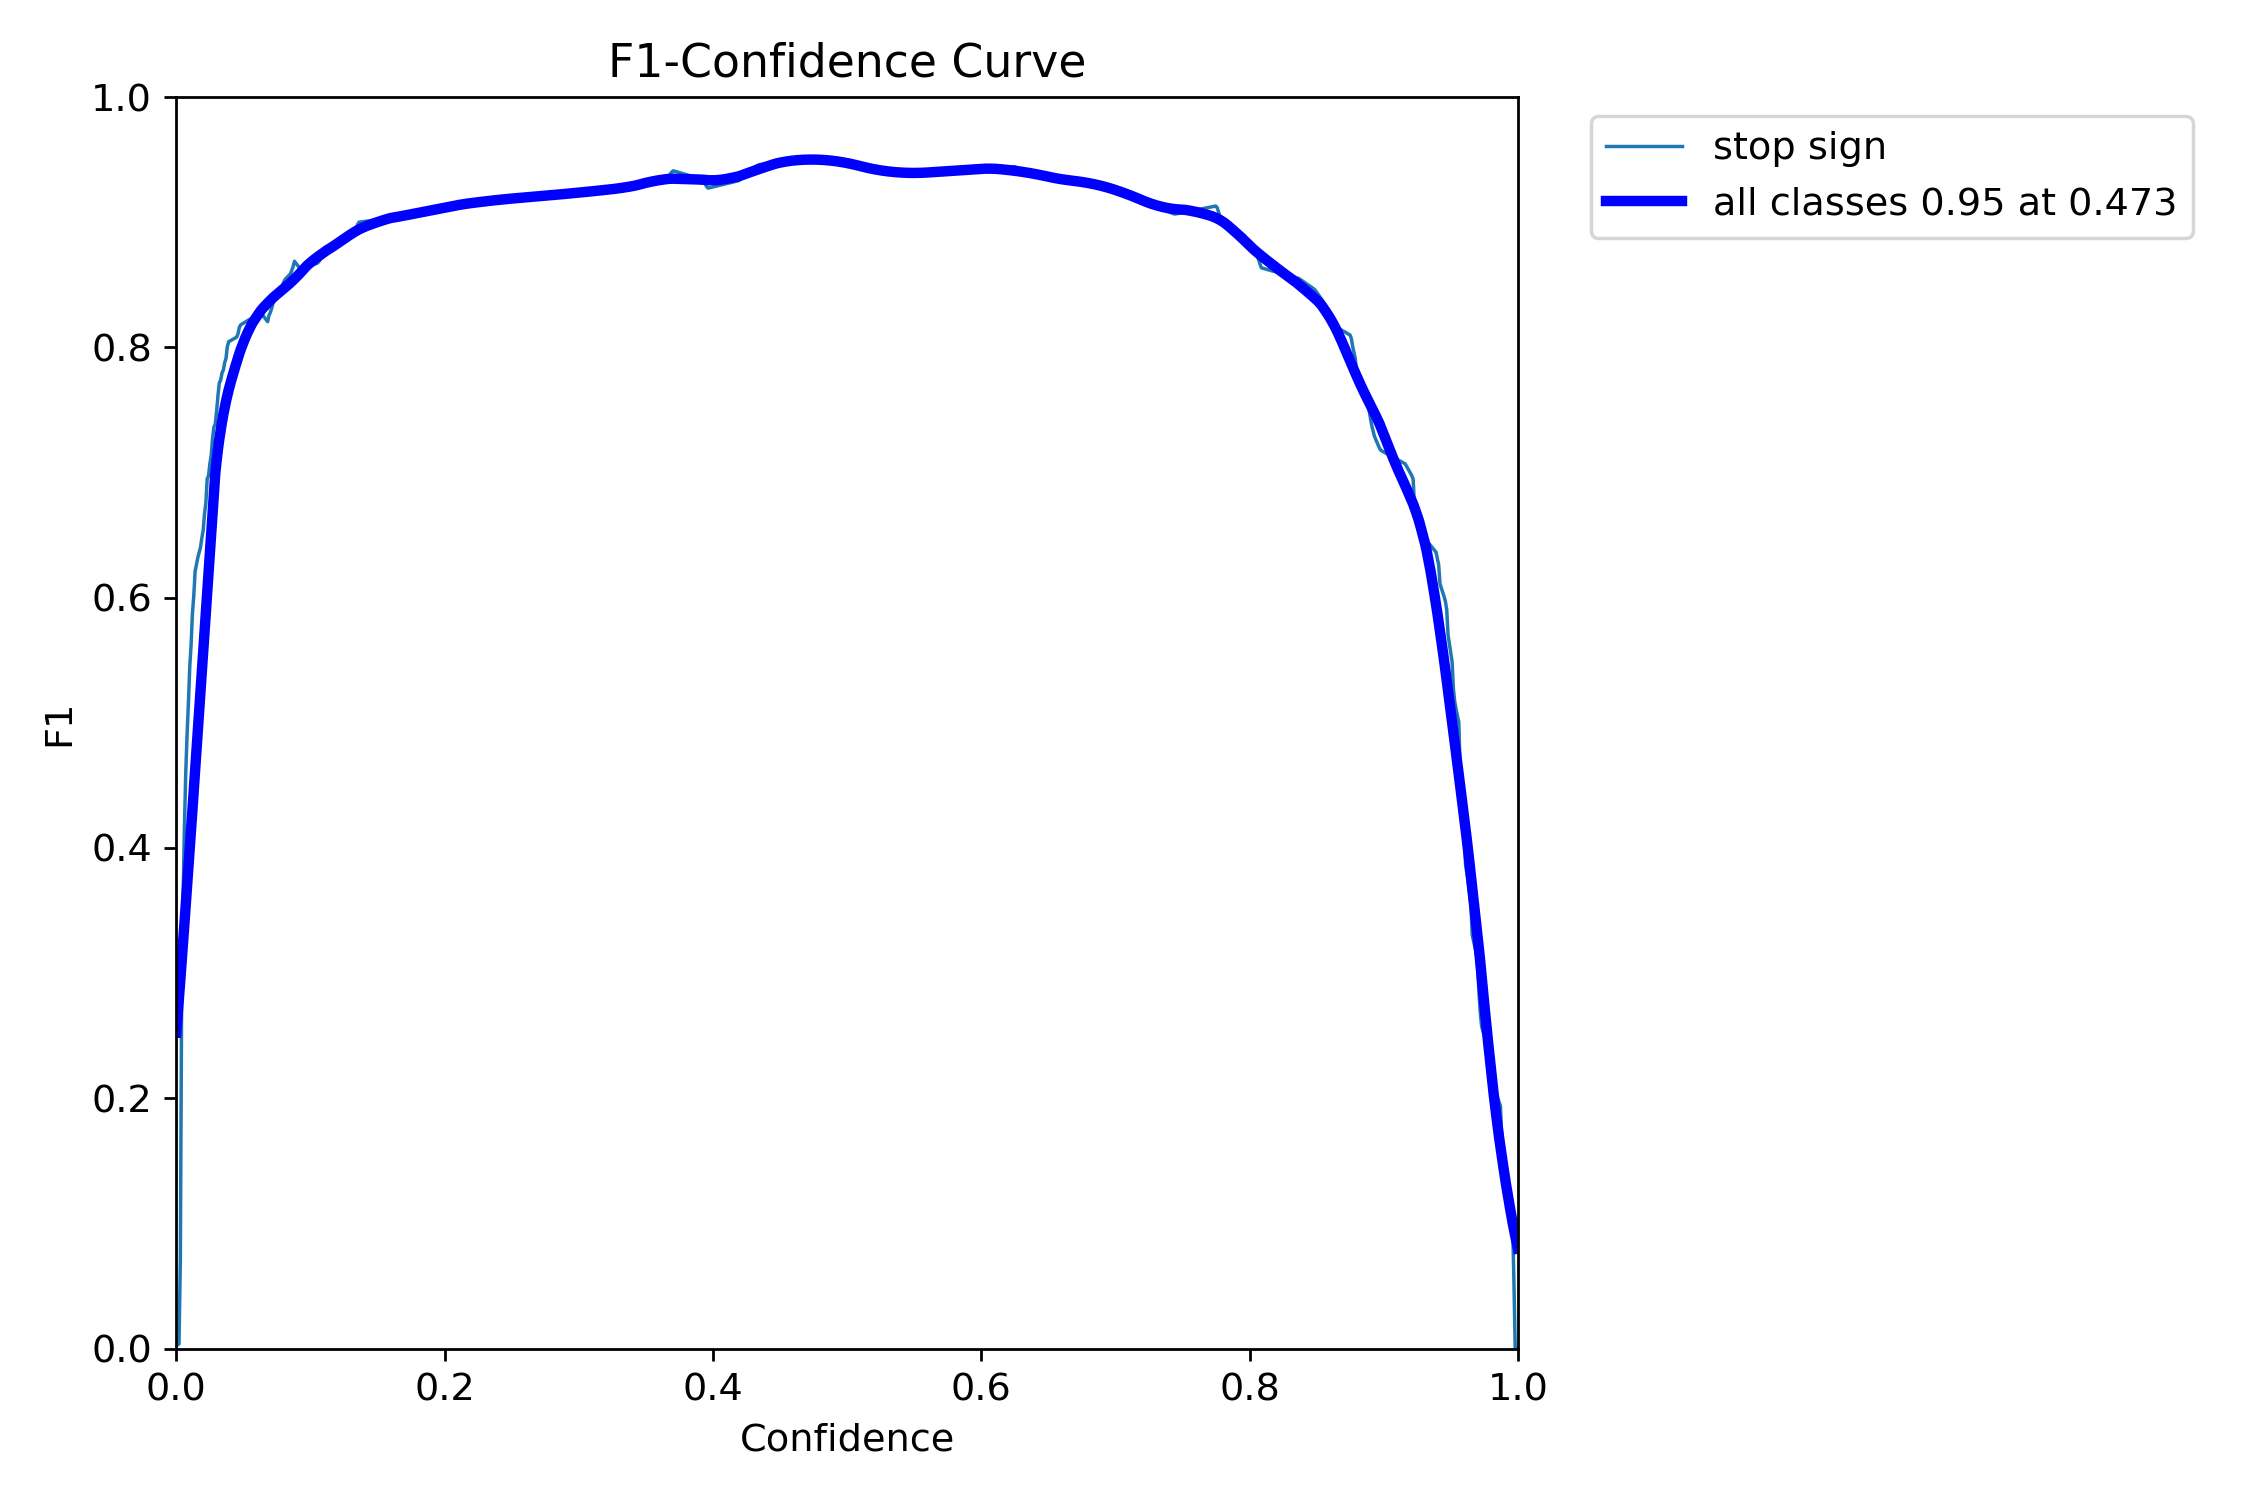 F1-Confidence Curve
1.0
0.8
0.6
0.4
0.2
0.0
F1
0.0 0.2 0.4 0.6 0.8 1.0
Confidence
stop sign
all classes 0.95 at 0.473